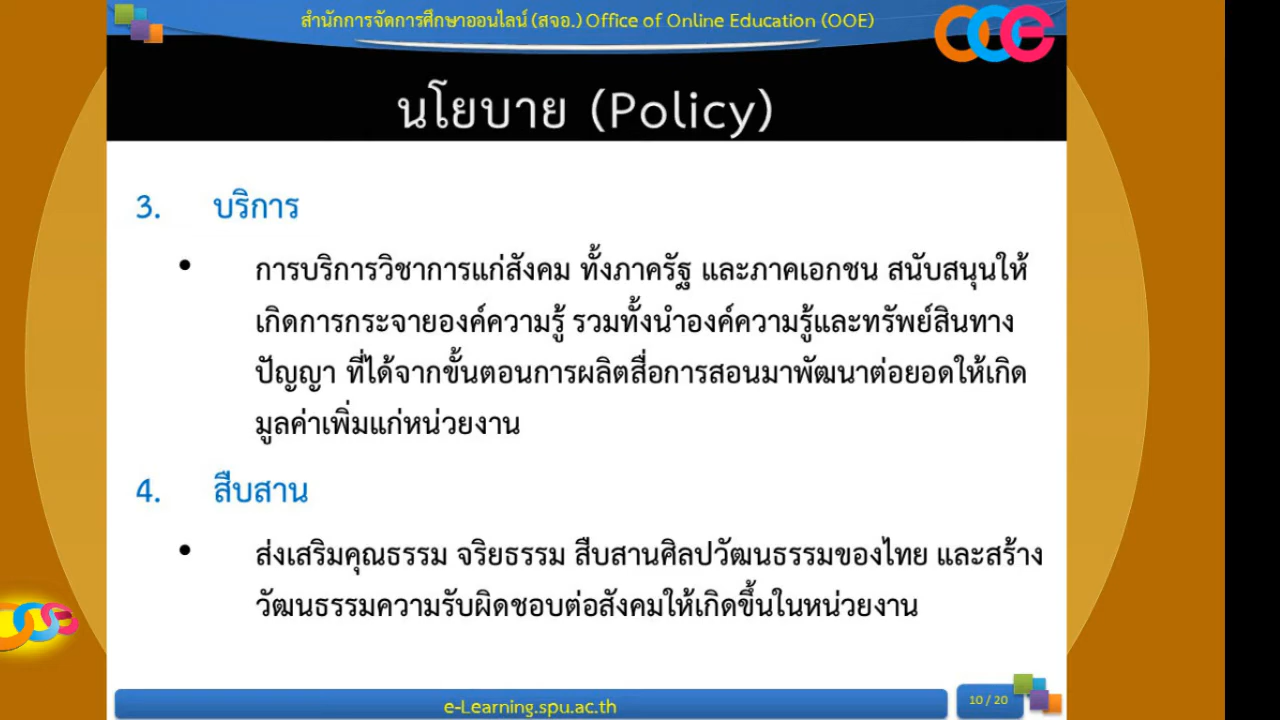 สำนักการจัดการศึกษาออนไลน์ (สจอ.) Office of Online Education (OOE)
OOE
นโยบาย (Policy)
3. บริการ
• การบริการวิชาการแก่สังคม ทั้งภาครัฐ และภาคเอกชน สนับสนุนให้
เกิดการกระจายองค์ความรู้ รวมทั้งนำองค์ความรู้และทรัพย์สินทาง
ปัญญา ที่ได้จากขั้นตอนการผลิตสื่อการสอนมาพัฒนาต่อยอดให้เกิด
มูลค่าเพิ่มแก่หน่วยงาน
4. สืบสาน
• ส่งเสริมคุณธรรม จริยธรรม สืบสานศิลปวัฒนธรรมของไทย และสร้าง
วัฒนธรรมความรับผิดชอบต่อสังคมให้เกิดขึ้นในหน่วยงาน
OOE
e-Learning.spu.ac.th
10 / 20